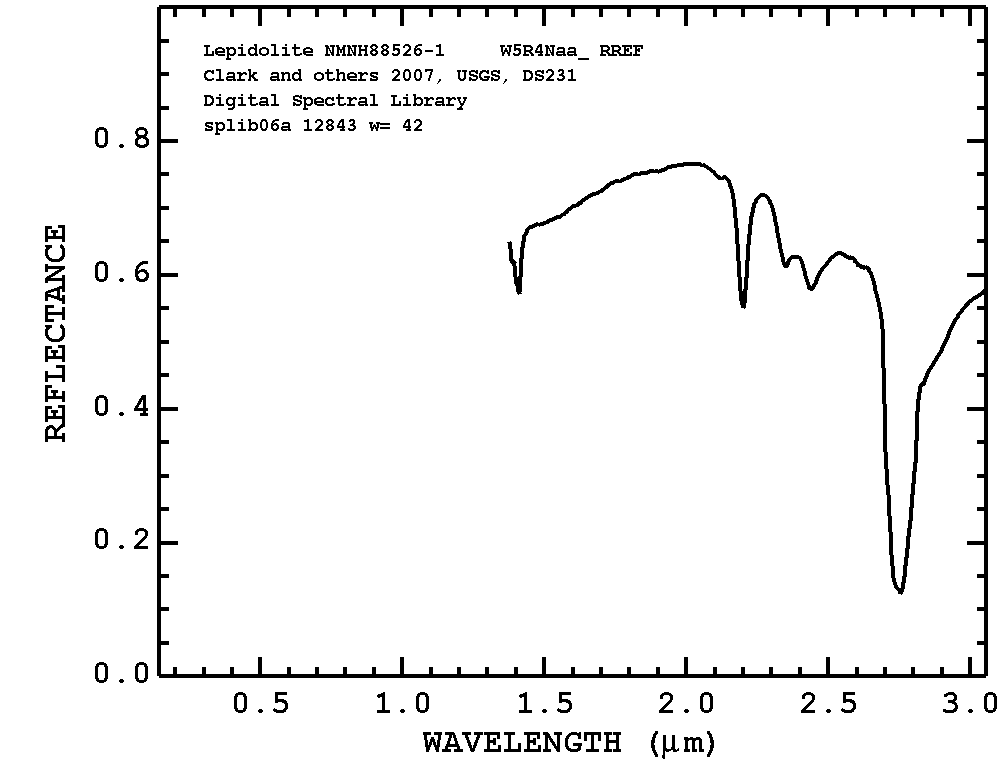 Lepidolite NMNH88526-1 W5R4Naa_ RREF
Clark and others 2007, USGS, DS231
Digital Spectral Library
splib06a 12843 w= 42
0.8
0.6
0.4
0.2
0.0
REFLECTANCE
0.5 1.0 1.5 2.0 2.5 3.0
WAVELENGTH (μm)